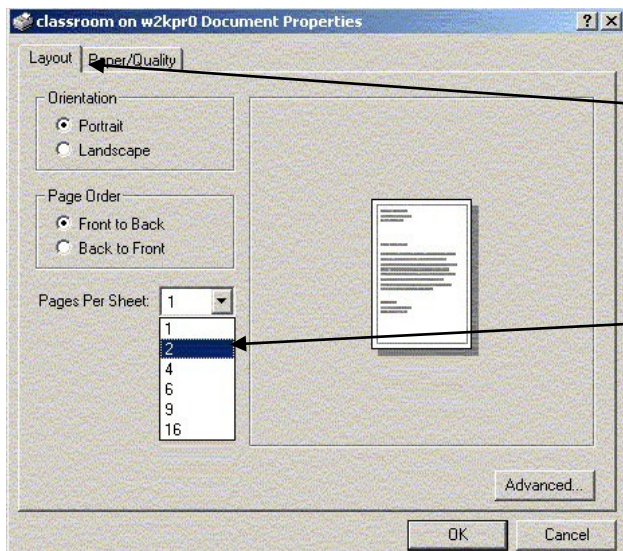 classroom on w2kpr0 Document Properties
Layout
Paper/Quality
Orientation
Portrait
Landscape
Page Order
Front to Back
Back to Front
Pages Per Sheet: 1
1
2
4
6
9
16
Advanced...
OK
Cancel